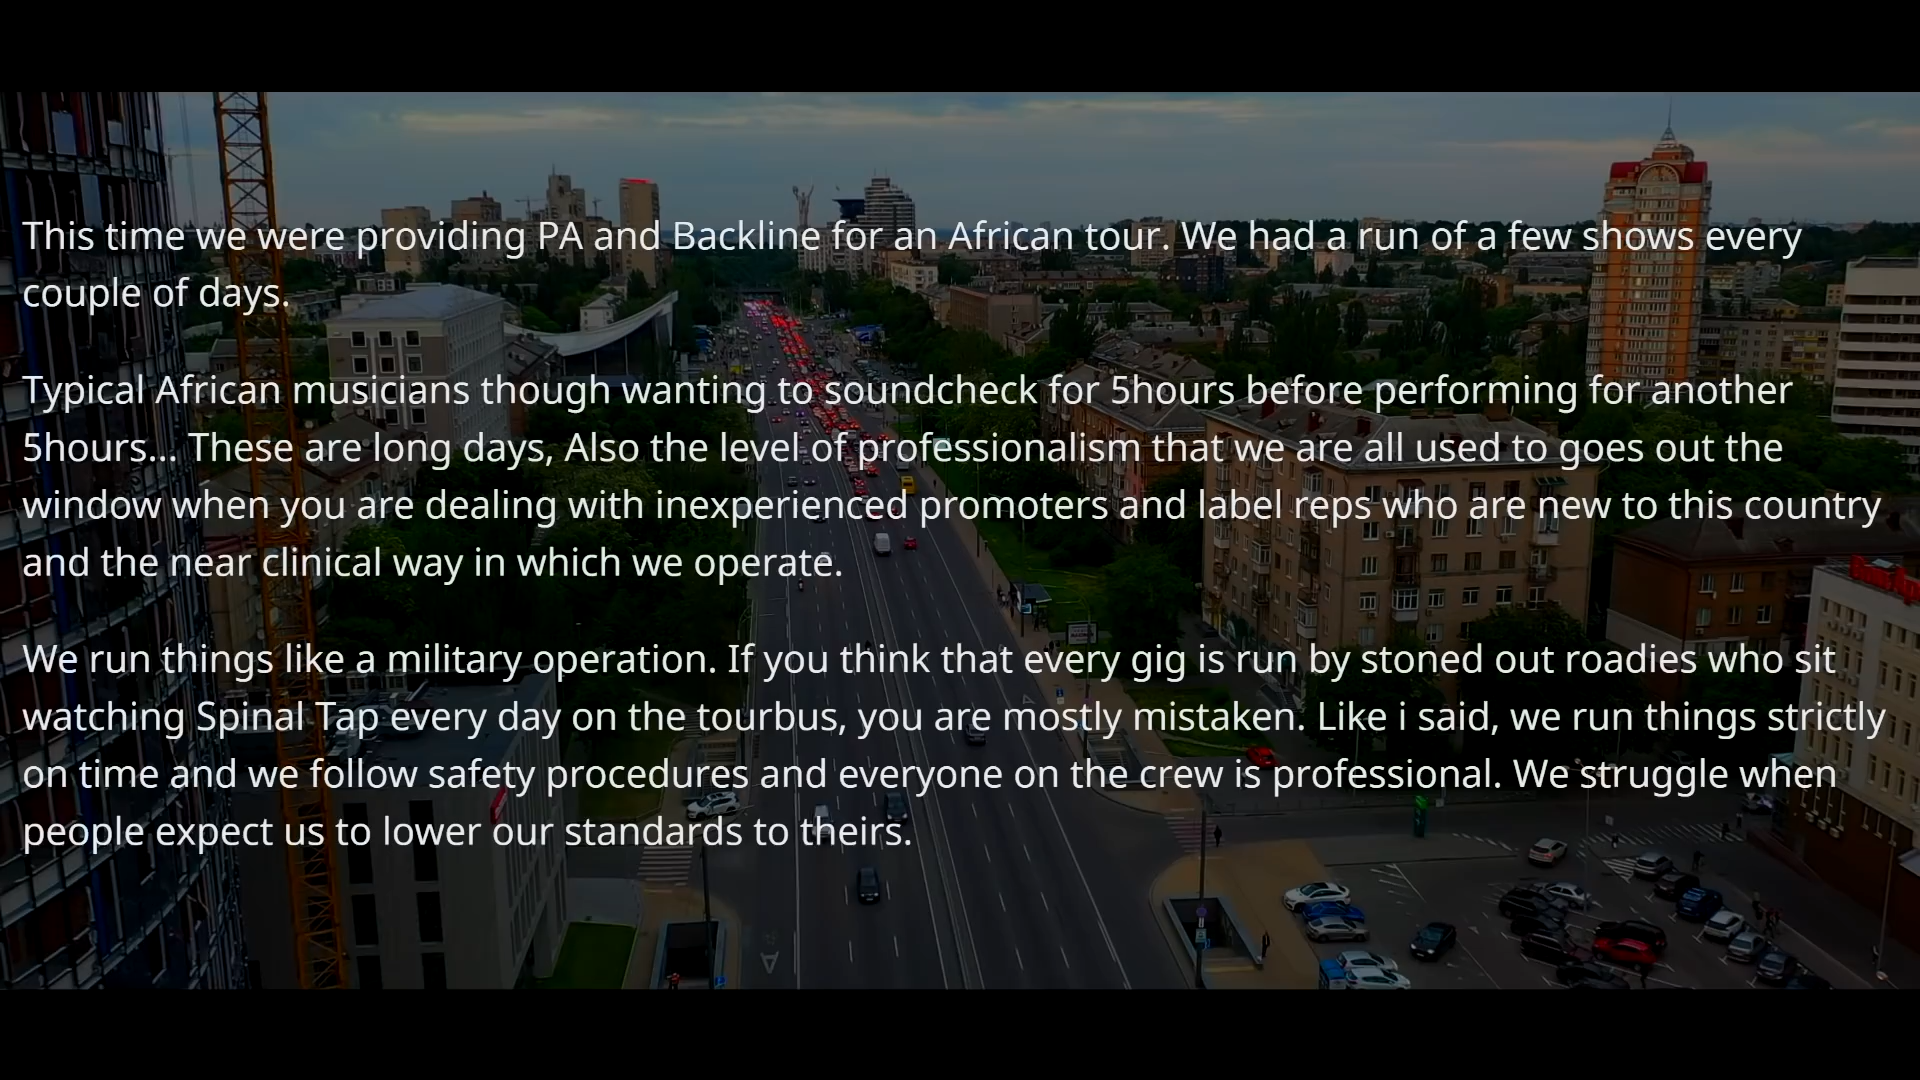 This time we were providing PA and Backline for an African tour. We had a run of a few shows every
couple of days.
Typical African musicians though wanting to soundcheck for 5hours before performing for another
5hours... These are long days, Also the level of professionalism that we are all used to goes out the
window when you are dealing with inexperienced promoters and label reps who are new to this country
and the near clinical way in which we operate.
We run things like a military operation. If you think that every gig is run by stoned out roadies who sit
watching Spinal Tap every day on the tourbus, you are mostly mistaken. Like i said, we run things strictly
on time and we follow safety procedures and everyone on the crew is professional. We struggle when
people expect us to lower our standards to theirs.